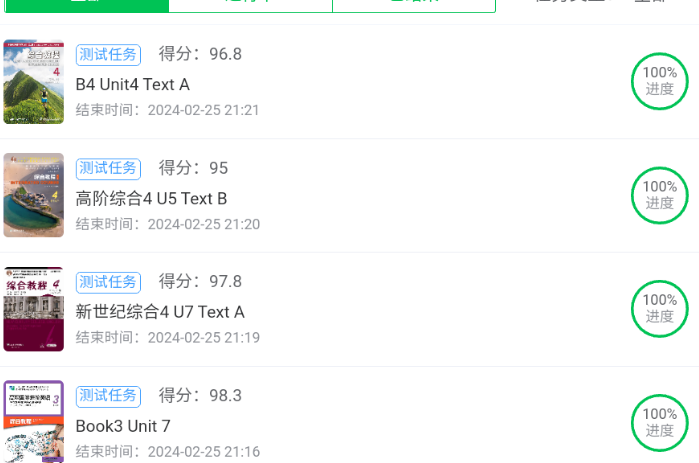 测试任务 得分：96.8
B4 Unit4 Text A
结束时间：2024-02-25 21:21
100%
进度
测试任务 得分：95
高阶综合4 U5 Text B
结束时间：2024-02-25 21:20
100%
进度
综合教程 4
测试任务 得分：97.8
新世纪综合4 U7 Text A
结束时间：2024-02-25 21:19
100%
进度
测试任务 得分：98.3
Book3 Unit 7
结束时间：2024-02-25 21:16
100%
进度